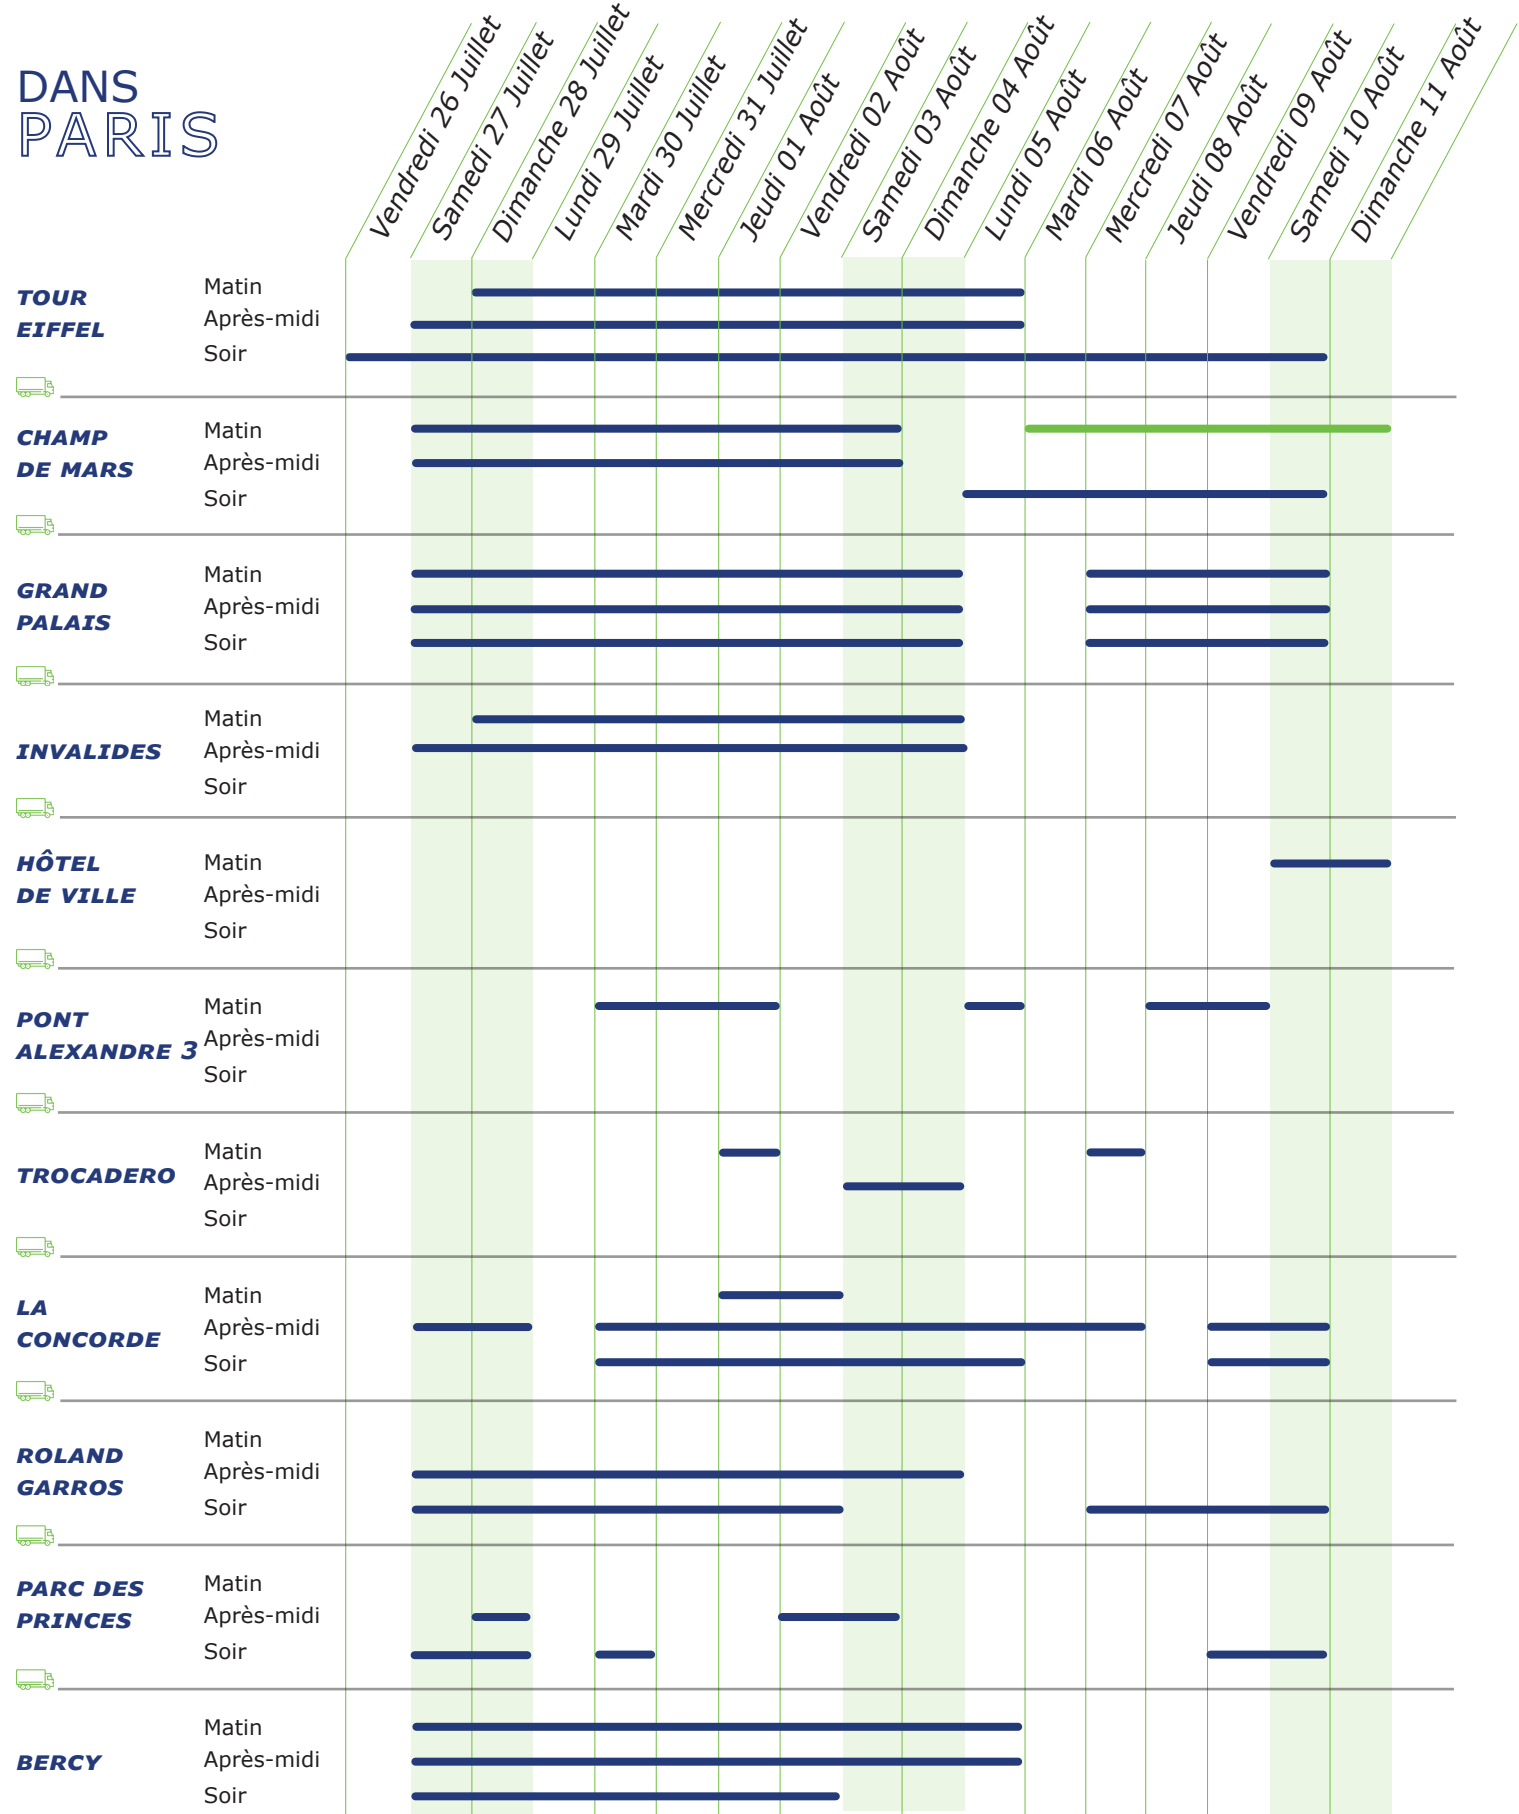 DANS
PARIS
Vendredi 26 Juillet
Samedi 27 Juillet
Dimanche 28 Juillet
Lundi 29 Juillet
Mardi 30 Juillet
Mercredi 31 Juillet
Jeudi 01 Août
Vendredi 02 Août
Samedi 03 Août
Dimanche 04 Août
Lundi 05 Août
Mardi 06 Août
Mercredi 07 Août
Jeudi 08 Août
Vendredi 09 Août
Samedi 10 Août
Dimanche 11 Août
TOUR
EIFFEL
Matin
Après-midi
Soir
CHAMP
DE MARS
Matin
Après-midi
Soir
GRAND
PALAIS
Matin
Après-midi
Soir
INVALIDES
Matin
Après-midi
Soir
HÔTEL
DE VILLE
Matin
Après-midi
Soir
PONT
ALEXANDRE 3
Matin
Après-midi
Soir
TROCADERO
Matin
Après-midi
Soir
LA
CONCORDE
Matin
Après-midi
Soir
ROLAND
GARROS
Matin
Après-midi
Soir
PARC DES
PRINCES
Matin
Après-midi
Soir
BERCY
Matin
Après-midi
Soir